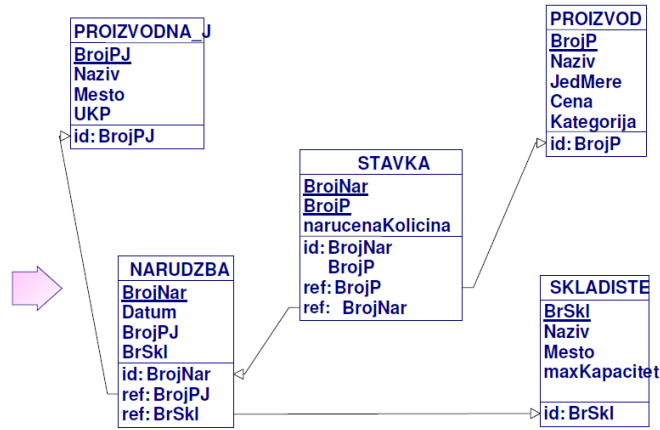 PROIZVODNA_J
BrojPJ
Naziv
Mesto
UKP
id: BrojPJ
PROIZVOD
BrojP
Naziv
JedMere
Cena
Kategorija
id: BrojP
STAVKA
BrojNar
BrojP
narucenaKolicina
id: BrojNar
BrojP
ref: BrojP
ref: BrojNar
NARUDZBA
BrojNar
Datum
BrojPJ
BrSkl
id: BrojNar
ref: BrojPJ
ref: BrSkl
SKLADISTE
BrSkl
Naziv
Mesto
maxKapacitet
id: BrSkl